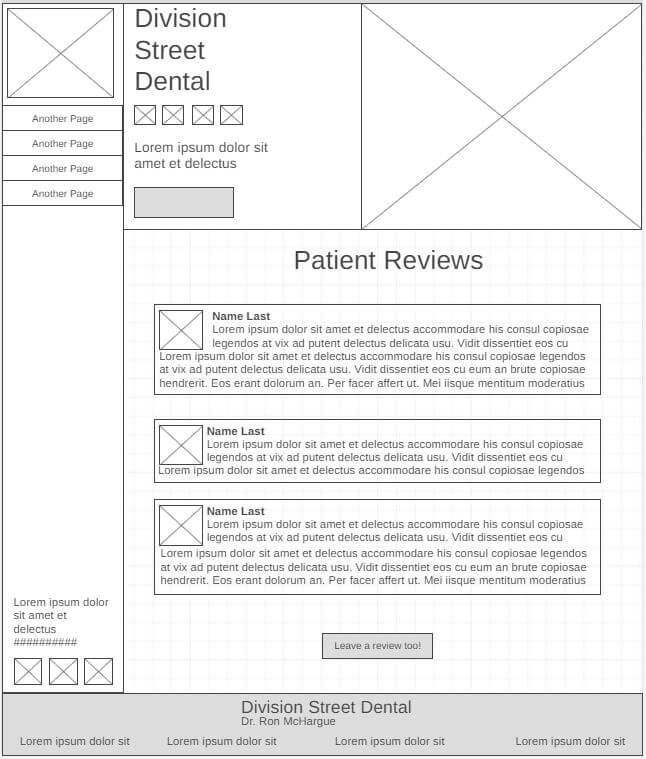 Division
Street
Dental
Another Page
Another Page
Another Page
Another Page
Lorem ipsum dolor sit
amet et delectus
Patient Reviews
Name Last
Lorem ipsum dolor sit amet et delectus accommodare his consul copiosae
legendos at vix ad putent delectus delicata usu. Vidit dissentiet eos cu
Lorem ipsum dolor sit amet et delectus accommodare his consul copiosae legendos
at vix ad putent delectus delicata usu. Vidit dissentiet eos cu eum an brute copiosae
hendrerit. Eos erant dolorum an. Per facer affert ut. Mei iisque mentitum moderatius
Name Last
Lorem ipsum dolor sit amet et delectus accommodare his consul copiosae
legendos at vix ad putent delectus delicata usu. Vidit dissentiet eos cu
Lorem ipsum dolor sit amet et delectus accommodare his consul copiosae legendos
Name Last
Lorem ipsum dolor sit amet et delectus accommodare his consul copiosae
legendos at vix ad putent delectus delicata usu. Vidit dissentiet eos cu
Lorem ipsum dolor sit amet et delectus accommodare his consul copiosae legendos
at vix ad putent delectus delicata usu. Vidit dissentiet eos cu eum an brute copiosae
hendrerit. Eos erant dolorum an. Per facer affert ut. Mei iisque mentitum moderatius
Lorem ipsum dolor
sit amet et
delectus
##########
Leave a review too!
Division Street Dental
Dr. Ron McHargue
Lorem ipsum dolor sit
Lorem ipsum dolor sit
Lorem ipsum dolor sit
Lorem ipsum dolor sit